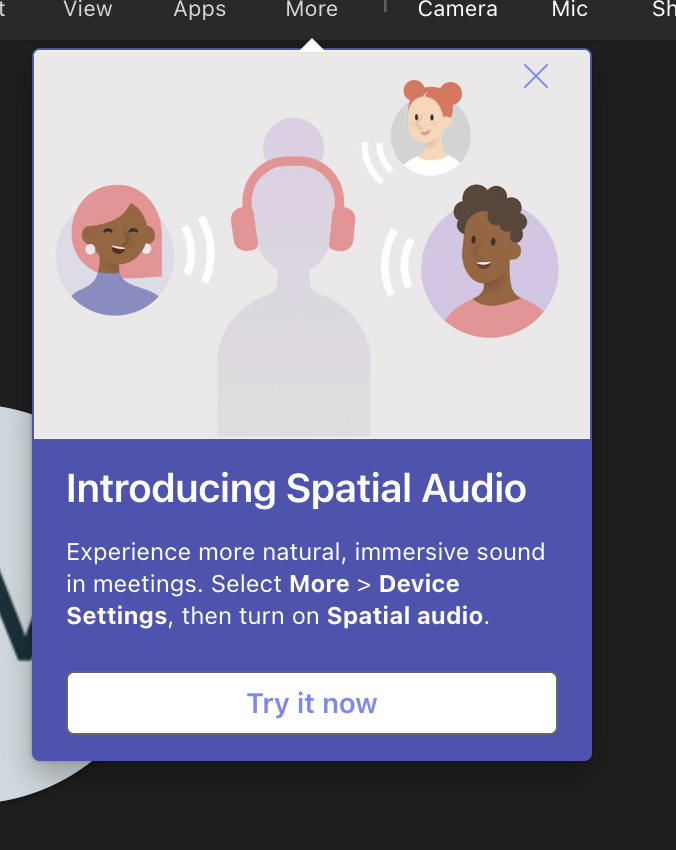 View Apps More Camera Mic
Introducing Spatial Audio
Experience more natural, immersive sound
in meetings. Select More > Device
Settings, then turn on Spatial audio.
Try it now